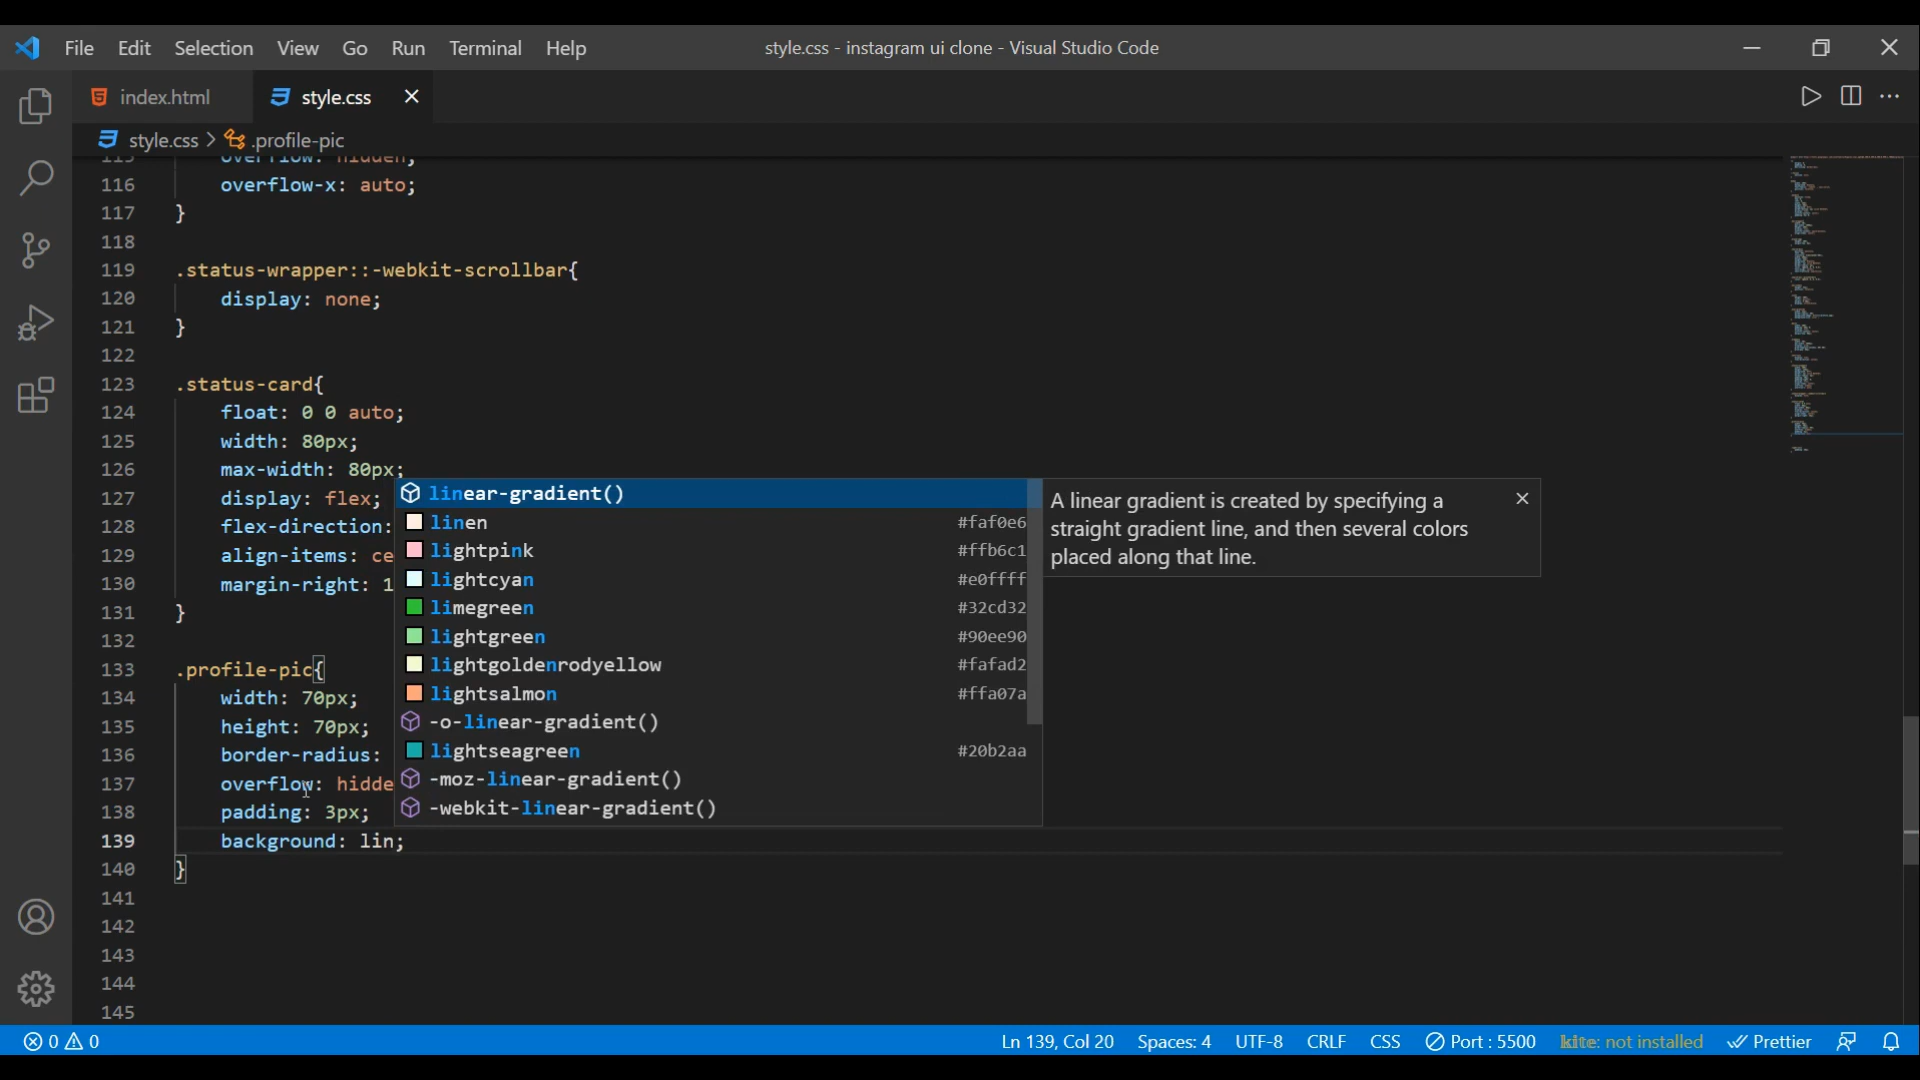 File Edit Selection View Go Run Terminal Help style.css - instagram ui clone - Visual Studio Code
index.html style.css
style.css > .profile-pic
115 overflow: hidden;
116 overflow-x: auto;
117 }
118
119 .status-wrapper::-webkit-scrollbar{
120 display: none;
121 }
122
123 .status-card{
124 float: 0 0 auto;
125 width: 80px;
126 max-width: 80px;
127 display: flex;
128 flex-direction:
129 align-items: ce
130 margin-right: 1
131 }
132
133 .profile-pic{
134 width: 70px;
135 height: 70px;
136 border-radius:
137 overflow: hidde
138 padding: 3px;
139 background: lin;
140 }
141
142
143
144
145
linear-gradient()
linen #faf0e6
lightpink #ffb6c1
lightcyan #e0ffff
limegreen #32cd32
lightgreen #90ee90
lightgoldenrodyellow #fafad2
lightsalmon #ffa07a
-o-linear-gradient()
lightseagreen #20b2aa
-moz-linear-gradient()
-webkit-linear-gradient()
A linear gradient is created by specifying a
straight gradient line, and then several colors
placed along that line.
0 0 Ln 139, Col 20 Spaces: 4 UTF-8 CRLF CSS Port : 5500 kite: not installed Prettier